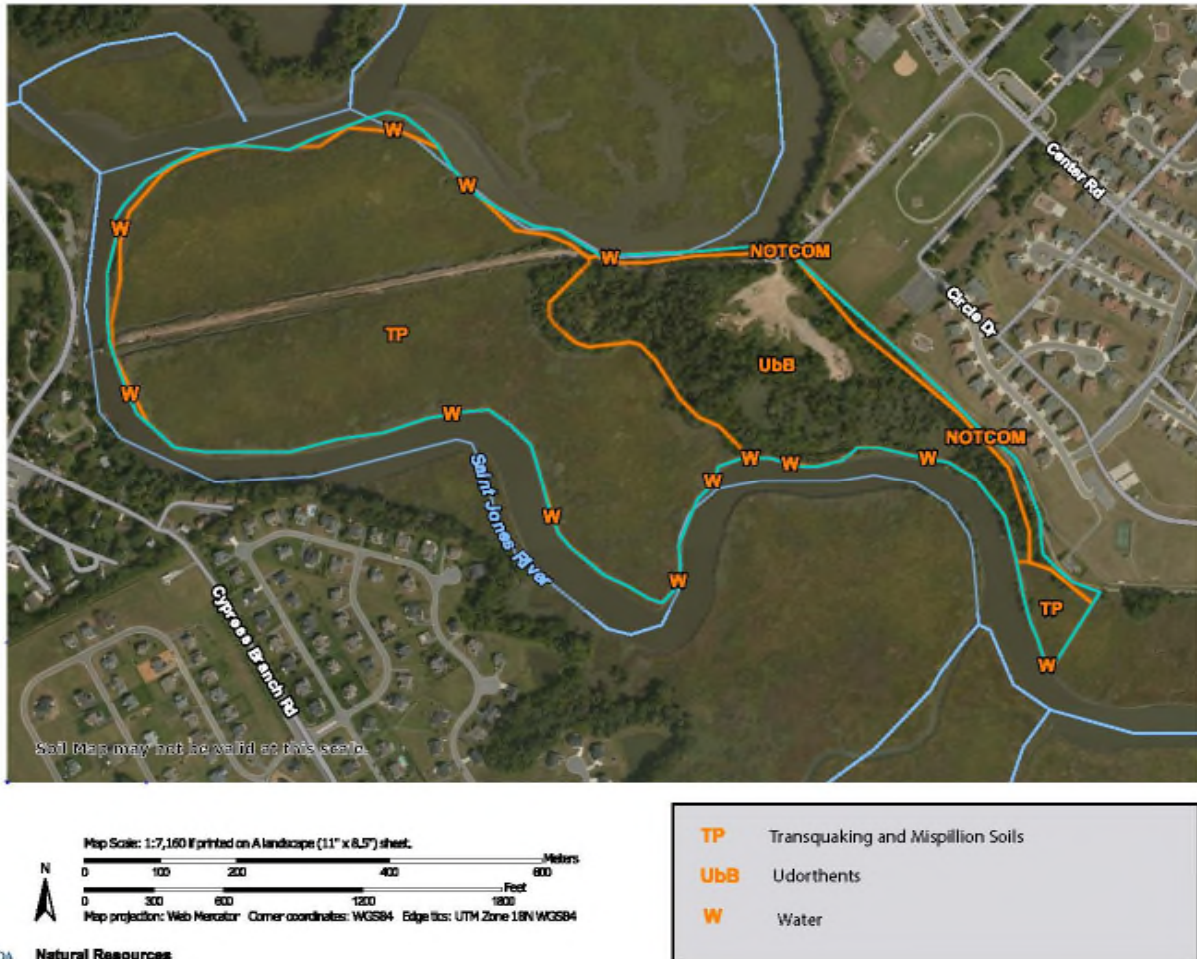 W
NOTCOM
Center Rd
W
W
W
TP
UbB
Circle Dr
W
W
NOTCOM
W
W
W
W
Saint Jones River
W
W
Cypress Branch Rd
TP
W
Soil Map may not be valid at this scale.
Map Scale: 1:7,160 if printed on A landscape (11" x 8.5") sheet.
N
Meters
0 100 200 400 600
Feet
0 300 600 1200 1800
Map projection: Web Mercator Corner coordinates: WGS84 Edge tics: UTM Zone 18N WGS84
Natural Resources
TP Transquaking and Mispillion Soils
UbB Udorthents
W Water